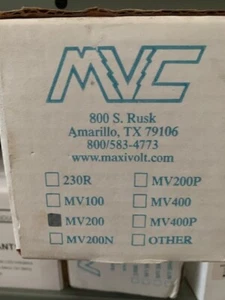 MVC
800 S. Rusk
Amarillo, TX 79106
800/583-4773
www.maxivolt.com
☐ 230R ☐ MV200P
☐ MV100 ☐ MV400
■ MV200 ☐ MV400P
☐ MV200N ☐ OTHER